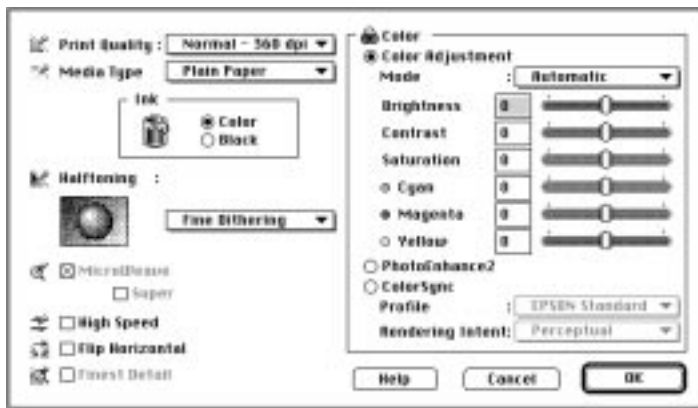 Print Quality : Normal - 360 dpi
Media Type Plain Paper
Ink
Color
Black
Halftoning :
Fine Dithering
MicroWeave
Super
High Speed
Flip Horizontal
Finest Detail
Color
Color Adjustment
Mode : Automatic
Brightness 0
Contrast 0
Saturation 0
Cyan 0
Magenta 0
Yellow 0
PhotoEnhance2
ColorSync
Profile : EPSON Standard
Rendering Intent: Perceptual
Help
Cancel
OK